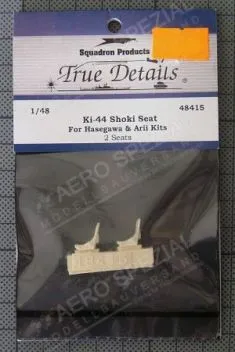 Squadron Products
True Details
1/48
48415
Ki-44 Shoki Seat
For Hasegawa & Arii Kits
2 Seats
AERO SPEZIAL
MODELLBAUVERSAND